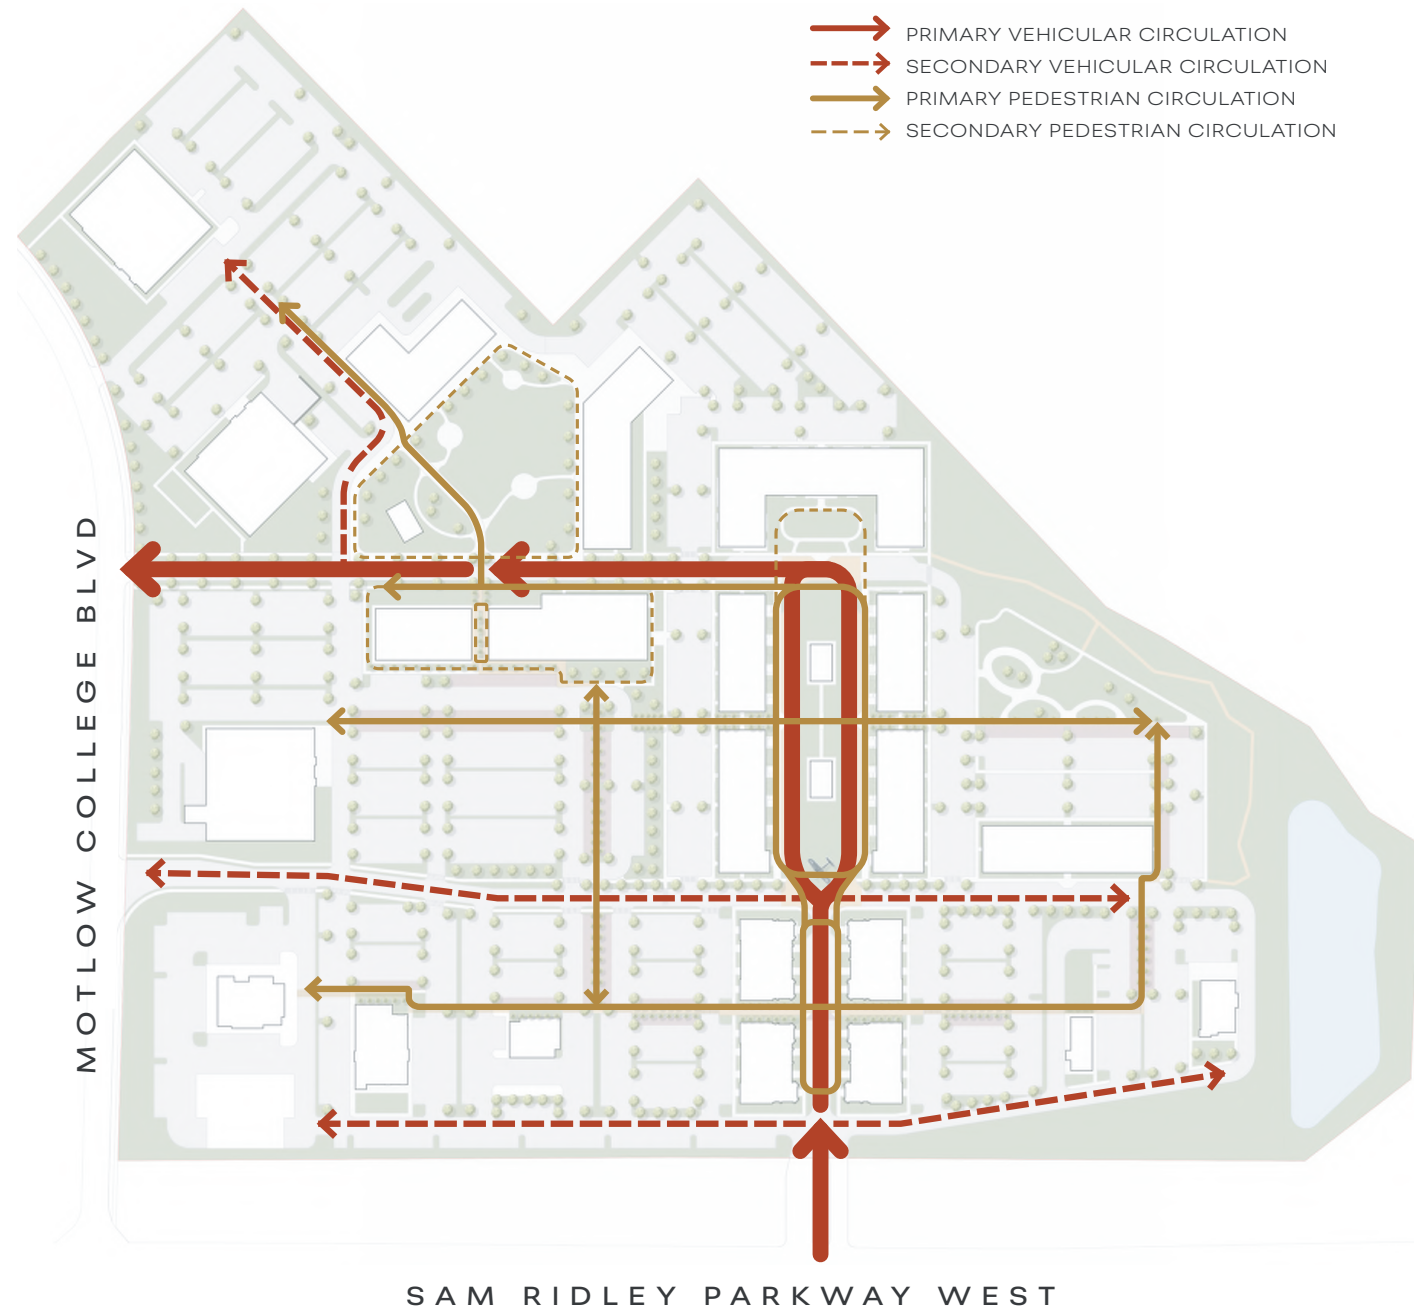 PRIMARY VEHICULAR CIRCULATION
SECONDARY VEHICULAR CIRCULATION
PRIMARY PEDESTRIAN CIRCULATION
SECONDARY PEDESTRIAN CIRCULATION
MOTLOW COLLEGE BLVD
SAM RIDLEY PARKWAY WEST